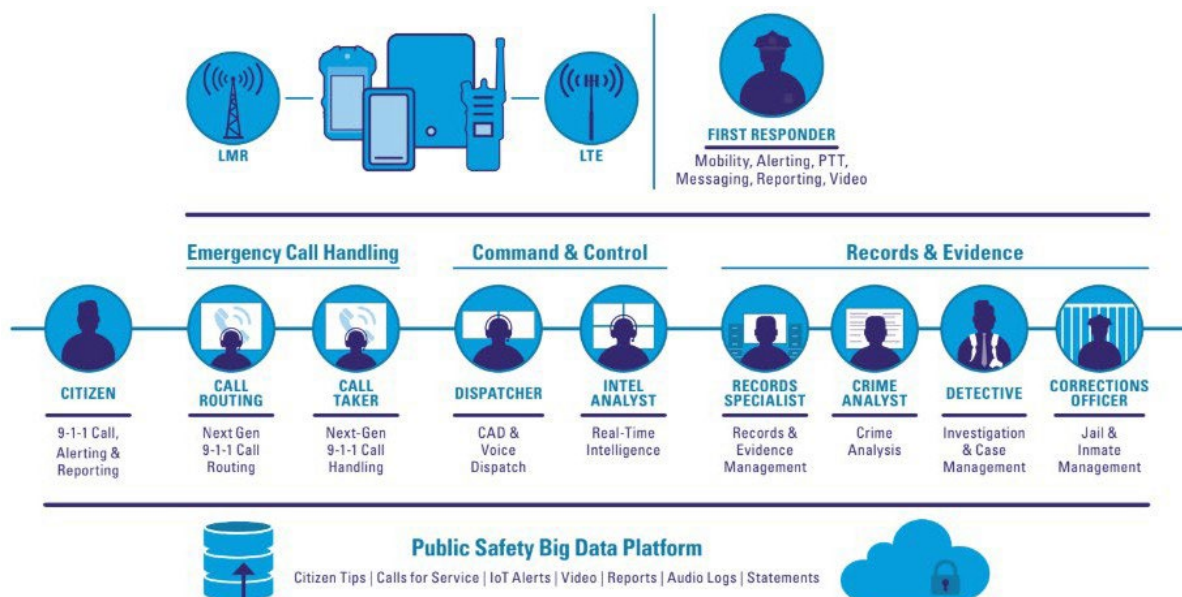 LMR
LTE
FIRST RESPONDER
Mobility, Alerting, PTT,
Messaging, Reporting, Video
Emergency Call Handling
Command & Control
Records & Evidence
CITIZEN
9-1-1 Call,
Alerting &
Reporting
CALL
ROUTING
Next Gen
9-1-1 Call
Routing
CALL
TAKER
Next-Gen
9-1-1 Call
Handling
DISPATCHER
CAD &
Voice
Dispatch
INTEL
ANALYST
Real-Time
Intelligence
RECORDS
SPECIALIST
Records &
Evidence
Management
CRIME
ANALYST
Crime
Analysis
DETECTIVE
Investigation
& Case
Management
CORRECTIONS
OFFICER
Jail &
Inmate
Management
Public Safety Big Data Platform
Citizen Tips | Calls for Service | IoT Alerts | Video | Reports | Audio Logs | Statements